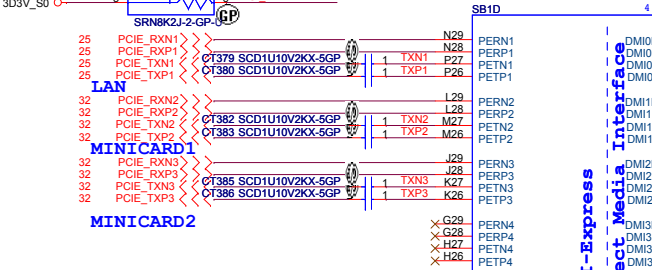 3D3V_S0
SRN8K2J-2-GP-U
GP
SB1D
4
25 PCIE_RXN1 N29 PERN1 DMI0
25 PCIE_RXP1 N28 PERP1 DMI0
25 PCIE_TXN1 CT379 SCD1U10V2KX-5GP 1 TXN1 P27 PETN1 DMI0
25 PCIE_TXP1 CT380 SCD1U10V2KX-5GP 1 TXP1 P26 PETP1 DMI0
LAN
32 PCIE_RXN2 L29 PERN2 DMI1
32 PCIE_RXP2 L28 PERP2 DMI1
32 PCIE_TXN2 CT382 SCD1U10V2KX-5GP 1 TXN2 M27 PETN2 DMI1
32 PCIE_TXP2 CT383 SCD1U10V2KX-5GP 1 TXP2 M26 PETP2 DMI1
MINICARD1
32 PCIE_RXN3 J29 PERN3 DMI2
32 PCIE_RXP3 J28 PERP3 DMI2
32 PCIE_TXN3 CT385 SCD1U10V2KX-5GP 1 TXN3 K27 PETN3 DMI2
32 PCIE_TXP3 CT386 SCD1U10V2KX-5GP 1 TXP3 K26 PETP3 DMI2
MINICARD2
G29 PERN4 DMI3
G28 PERP4 DMI3
H27 PETN4 DMI3
H26 PETP4 DMI3
I-Express
ect Media Interface